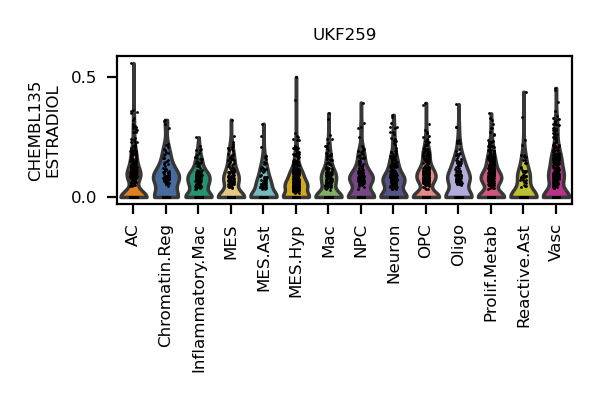 UKF259
CHEMBL135
ESTRADIOL
0.5
0.0
AC
Chromatin.Reg
Inflammatory.Mac
MES
MES.Ast
MES.Hyp
Mac
NPC
Neuron
OPC
Oligo
Prolif.Metab
Reactive.Ast
Vasc